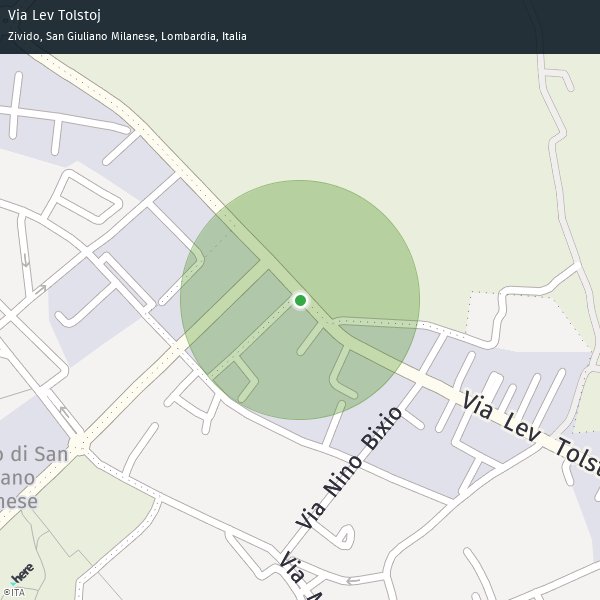 Via Lev Tolstoj
Zivido, San Giuliano Milanese, Lombardia, Italia
Via Lev Tolst
Via Nino Bixio
o di San
ano
nese
Via
here
©ITA